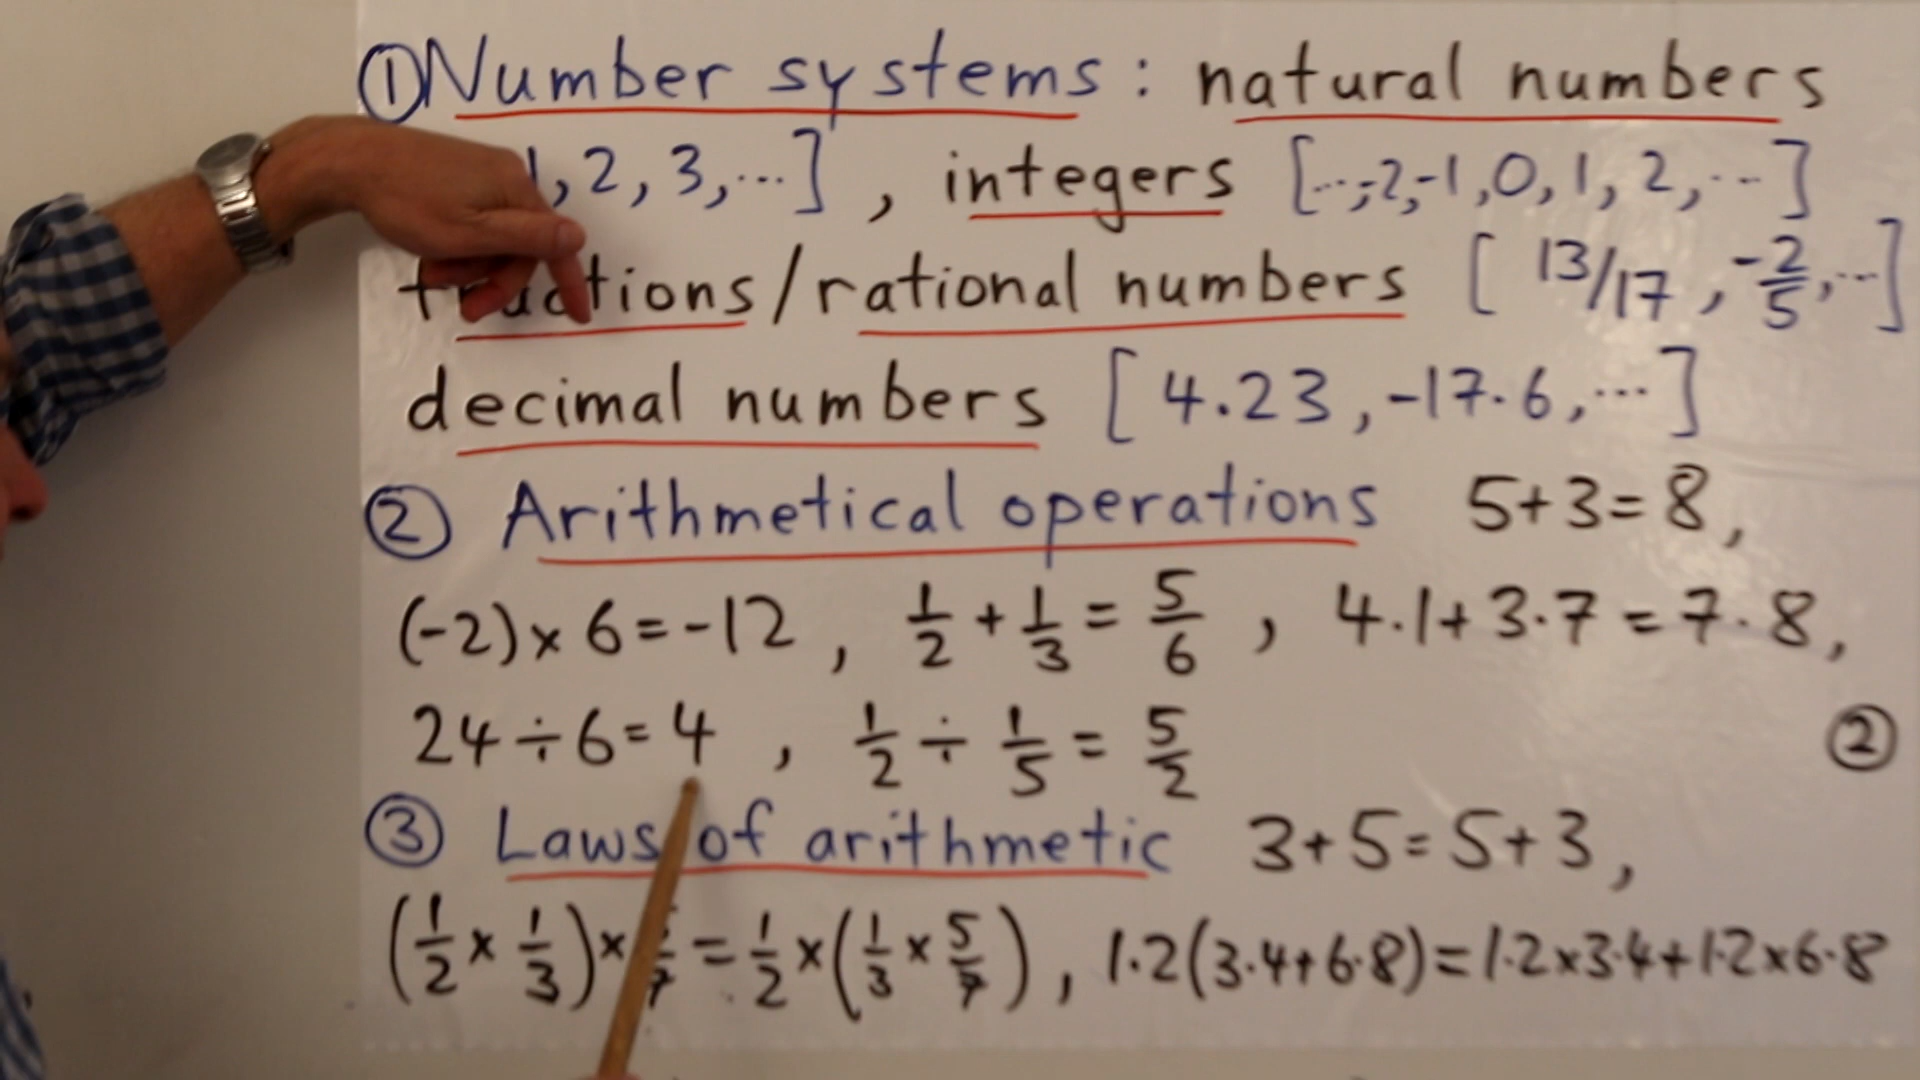 ① Number systems : natural numbers
1, 2, 3, ...] , integers [..., -2, -1, 0, 1, 2, ...]
fractions / rational numbers [ 13/17 , -2/5 , ...]
decimal numbers [ 4.23 , -17.6 , ... ]
② Arithmetical operations 5+3=8 ,
(-2) × 6 = -12 , 1/2 + 1/3 = 5/6 , 4.1 + 3.7 = 7.8 ,
24 ÷ 6 = 4 , 1/2 ÷ 1/5 = 5/2
②
③ Laws of arithmetic 3+5=5+3 ,
(1/2 × 1/3) × /7 = 1/2 × (1/3 × 5/7) , 1.2(3.4+6.8)=1.2×3.4+1.2×6.8